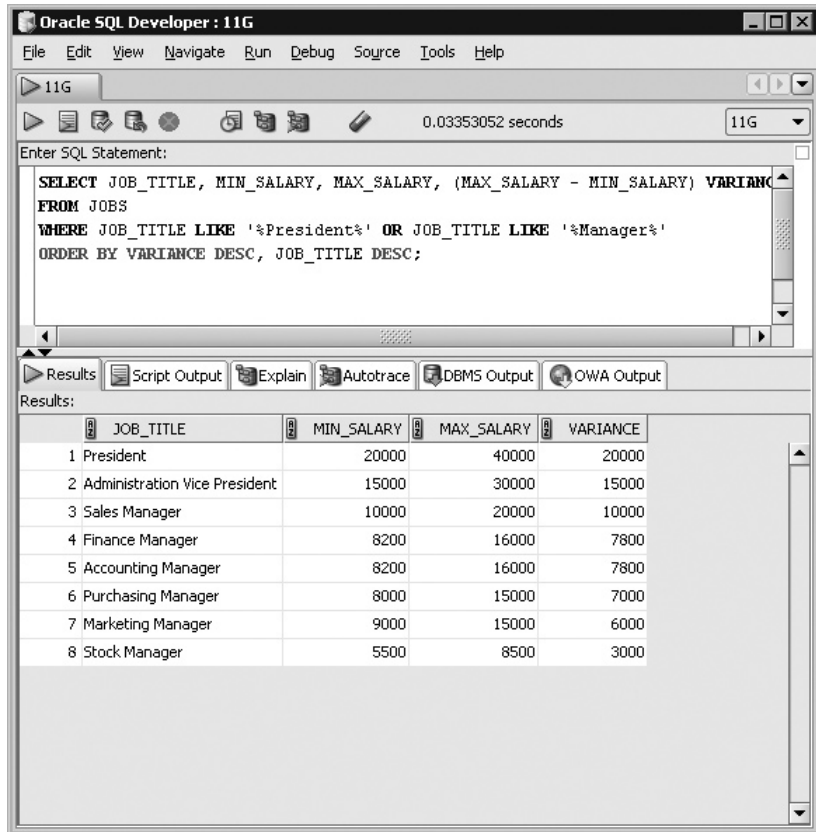 Oracle SQL Developer : 11G
File Edit View Navigate Run Debug Source Tools Help
11G
0.03353052 seconds 11G
Enter SQL Statement:
SELECT JOB_TITLE, MIN_SALARY, MAX_SALARY, (MAX_SALARY - MIN_SALARY) VARIANC
FROM JOBS
WHERE JOB_TITLE LIKE '%President%' OR JOB_TITLE LIKE '%Manager%'
ORDER BY VARIANCE DESC, JOB_TITLE DESC;
Results Script Output Explain Autotrace DBMS Output OWA Output
Results:
JOB_TITLE MIN_SALARY MAX_SALARY VARIANCE
1 President 20000 40000 20000
2 Administration Vice President 15000 30000 15000
3 Sales Manager 10000 20000 10000
4 Finance Manager 8200 16000 7800
5 Accounting Manager 8200 16000 7800
6 Purchasing Manager 8000 15000 7000
7 Marketing Manager 9000 15000 6000
8 Stock Manager 5500 8500 3000